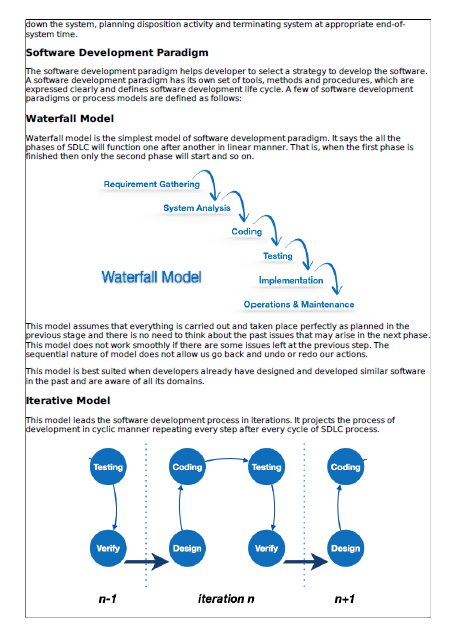 down the system, planning disposition activity and terminating system at appropriate end-of-
system time.
Software Development Paradigm
The software development paradigm helps developer to select a strategy to develop the software.
A software development paradigm has its own set of tools, methods and procedures, which are
expressed clearly and defines software development life cycle. A few of software development
paradigms or process models are defined as follows:
Waterfall Model
Waterfall model is the simplest model of software development paradigm. It says the all the
phases of SDLC will function one after another in linear manner. That is, when the first phase is
finished then only the second phase will start and so on.
Requirement Gathering
System Analysis
Coding
Testing
Waterfall Model
Implementation
Operations & Maintenance
This model assumes that everything is carried out and taken place perfectly as planned in the
previous stage and there is no need to think about the past issues that may arise in the next phase.
This model does not work smoothly if there are some issues left at the previous step. The
sequential nature of model does not allow us go back and undo or redo our actions.
This model is best suited when developers already have designed and developed similar software
in the past and are aware of all its domains.
Iterative Model
This model leads the software development process in iterations. It projects the process of
development in cyclic manner repeating every step after every cycle of SDLC process.
Testing Coding Testing Coding
Verify Design Verify Design
n-1 iteration n n+1